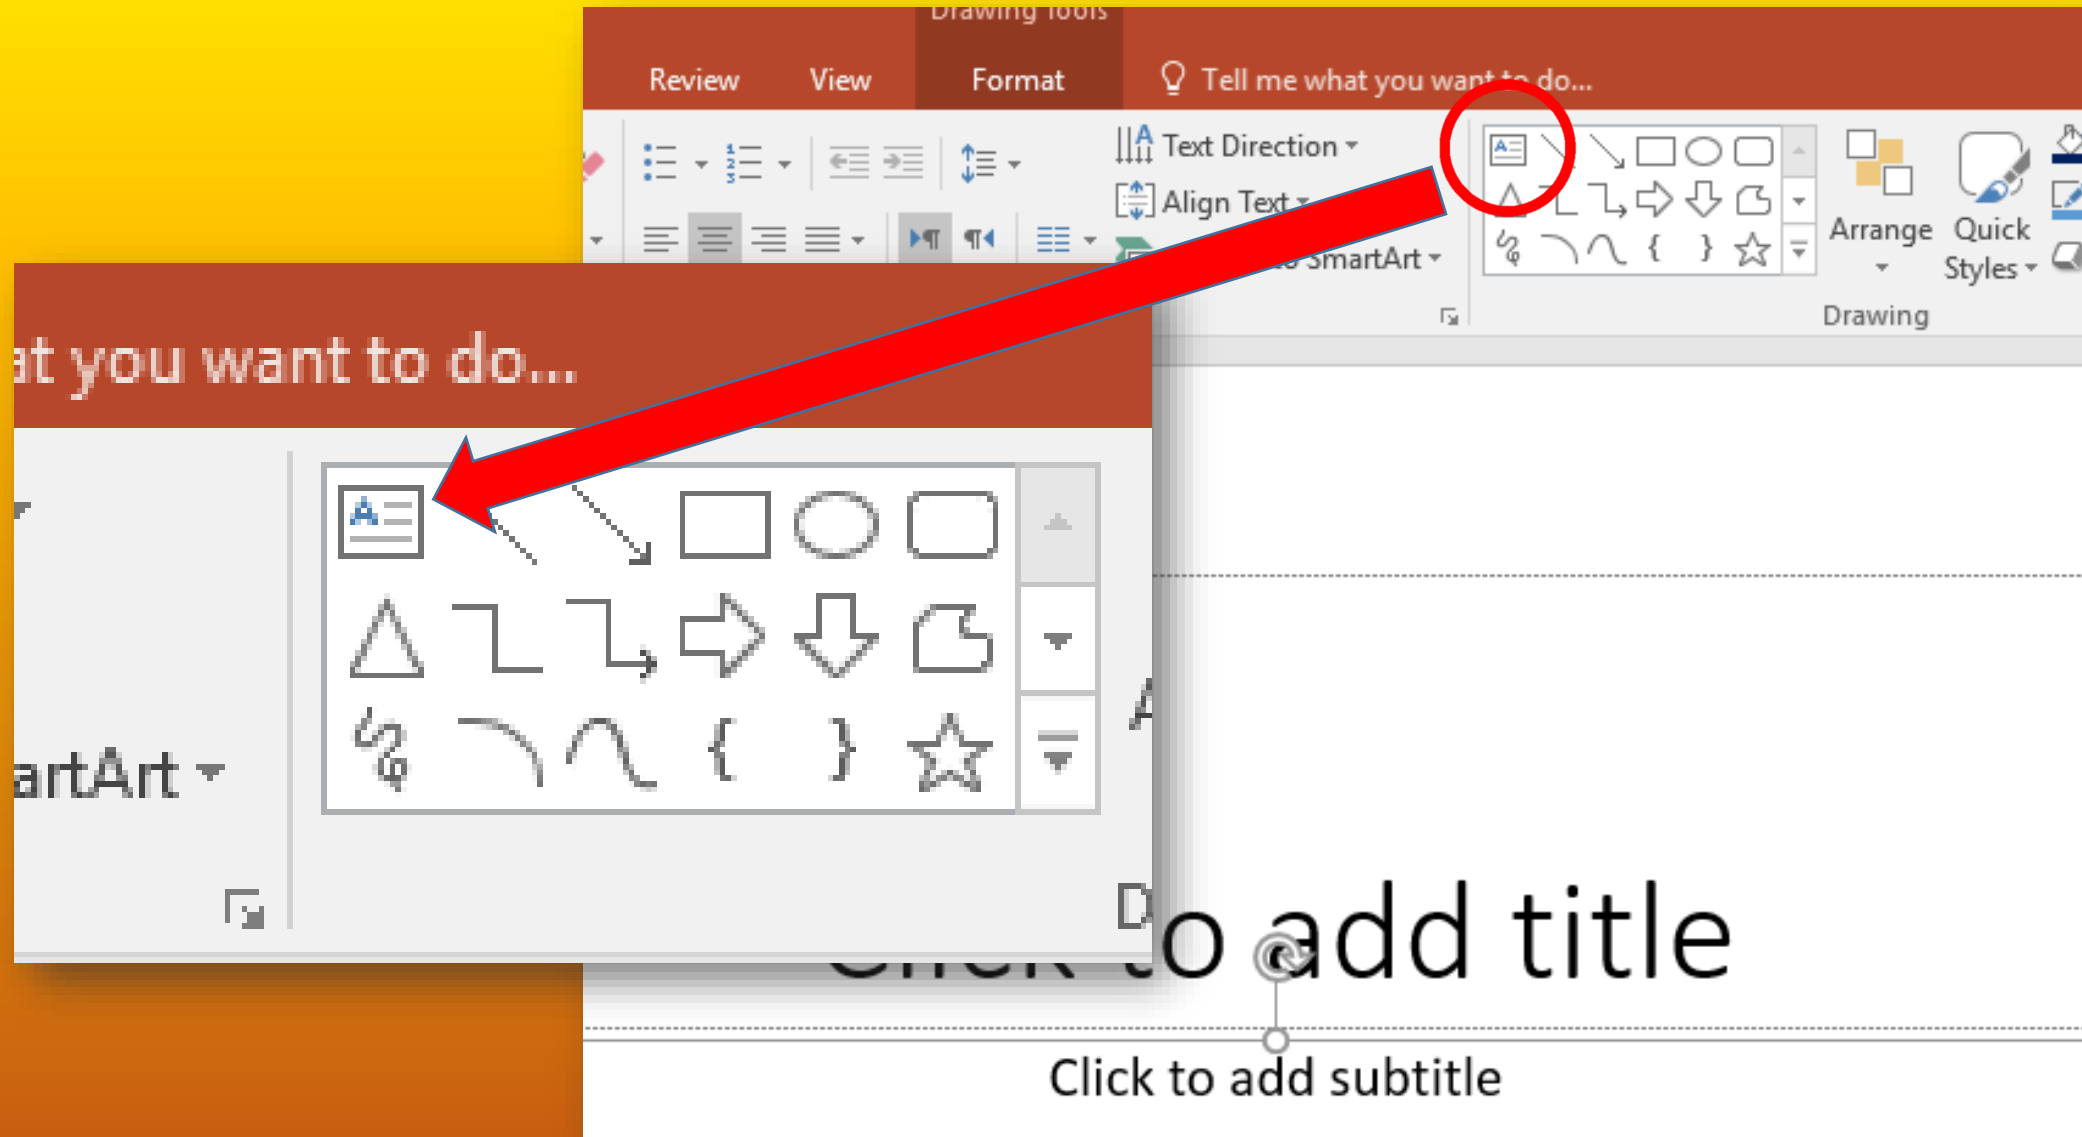 Drawing Tools
Review View Format Tell me what you want to do...
Text Direction
Align Text
SmartArt
Arrange Quick Styles
Drawing
at you want to do...
artArt
D
Click to add title
Click to add subtitle